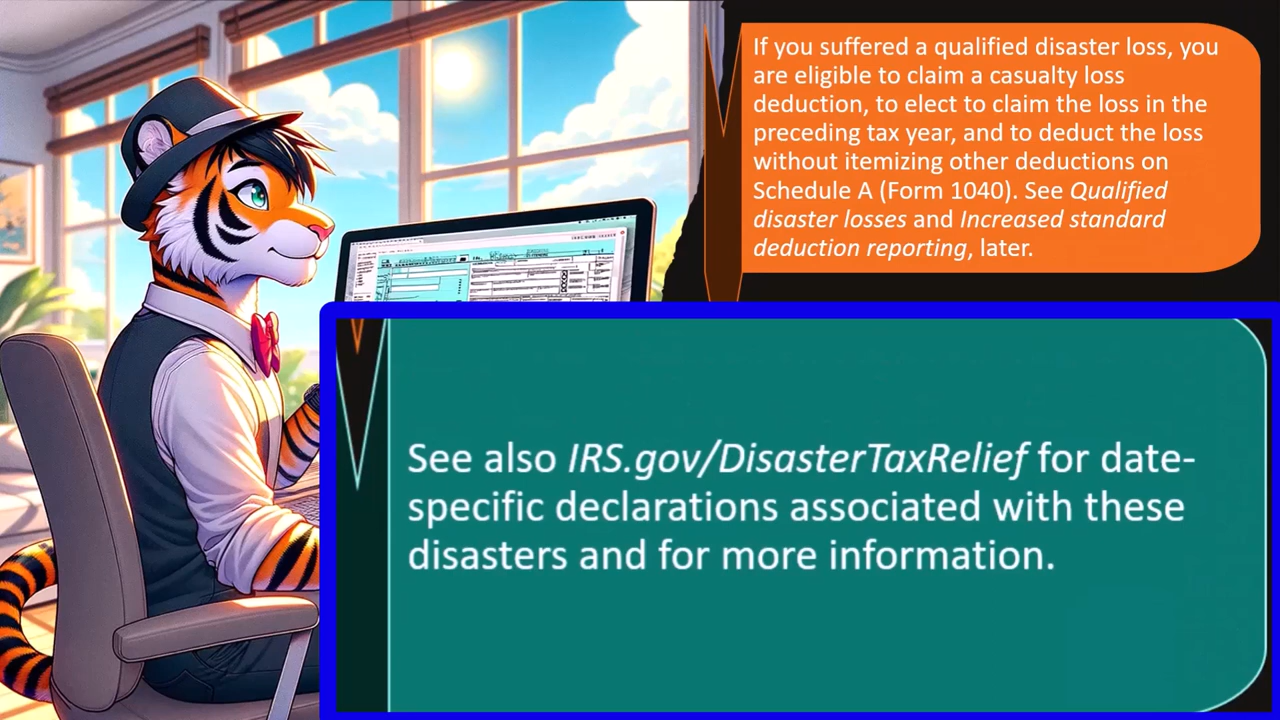 If you suffered a qualified disaster loss, you
are eligible to claim a casualty loss
deduction, to elect to claim the loss in the
preceding tax year, and to deduct the loss
without itemizing other deductions on
Schedule A (Form 1040). See Qualified
disaster losses and Increased standard
deduction reporting, later.
See also IRS.gov/DisasterTaxRelief for date-
specific declarations associated with these
disasters and for more information.